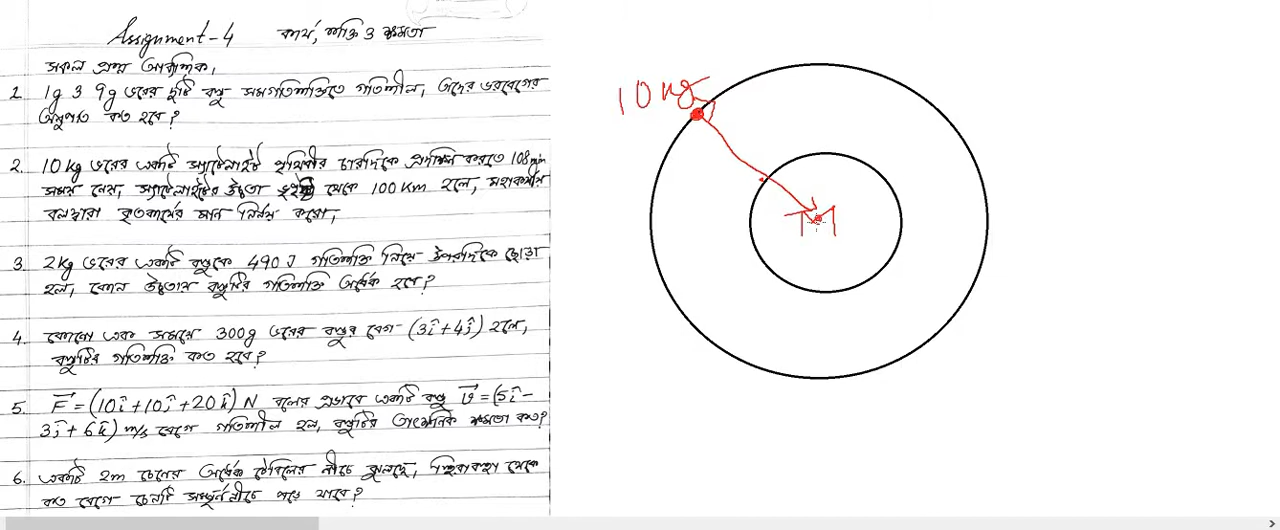 Assignment-4 কার্য, শক্তি ও ক্ষমতা
সকল প্রশ্ন আবশ্যিক।
1. 1g ও 9g ভরের দুটি বস্তু সমগতিশক্তিতে গতিশীল, তাদের ভরবেগের
অনুপাত কত হবে?
2. 10kg ভরের একটি স্যাটেলাইট পৃথিবীর চারদিকে প্রদক্ষিণ করতে 108min
সময় নেয়, স্যাটেলাইটের উচ্চতা থেকে 100 Km হলে, মহাকর্ষীয়
বলদ্বারা কৃতকার্যের মান নির্ণয় করো,
3. 2kg ভরের একটি বস্তুকে 490 J গতিশক্তি নিয়ে উপরদিকে ছোড়া
হল, কোন উচ্চতায় বস্তুটির গতিশক্তি অর্ধেক হবে?
4. কোনো এক সময়ে 300g ভরের বস্তুর বেগ (3î+4ĵ) হলে,
বস্তুটির গতিশক্তি কত হবে?
5. F⃗ = (10î+10ĵ+20k̂) N বলের প্রভাবে একটি বস্তু v⃗ = (5î-
3ĵ+6k̂) m/s বেগে গতিশীল হল, বস্তুটির তাৎক্ষণিক ক্ষমতা কত?
6. একটি 2m চেনের অর্ধেক টেবিলের নীচে ঝুলছে, স্থিরাবস্থা থেকে
কত বেগে চেনটি সম্পূর্ন নীচে পড়ে যাবে?
10 kg
M